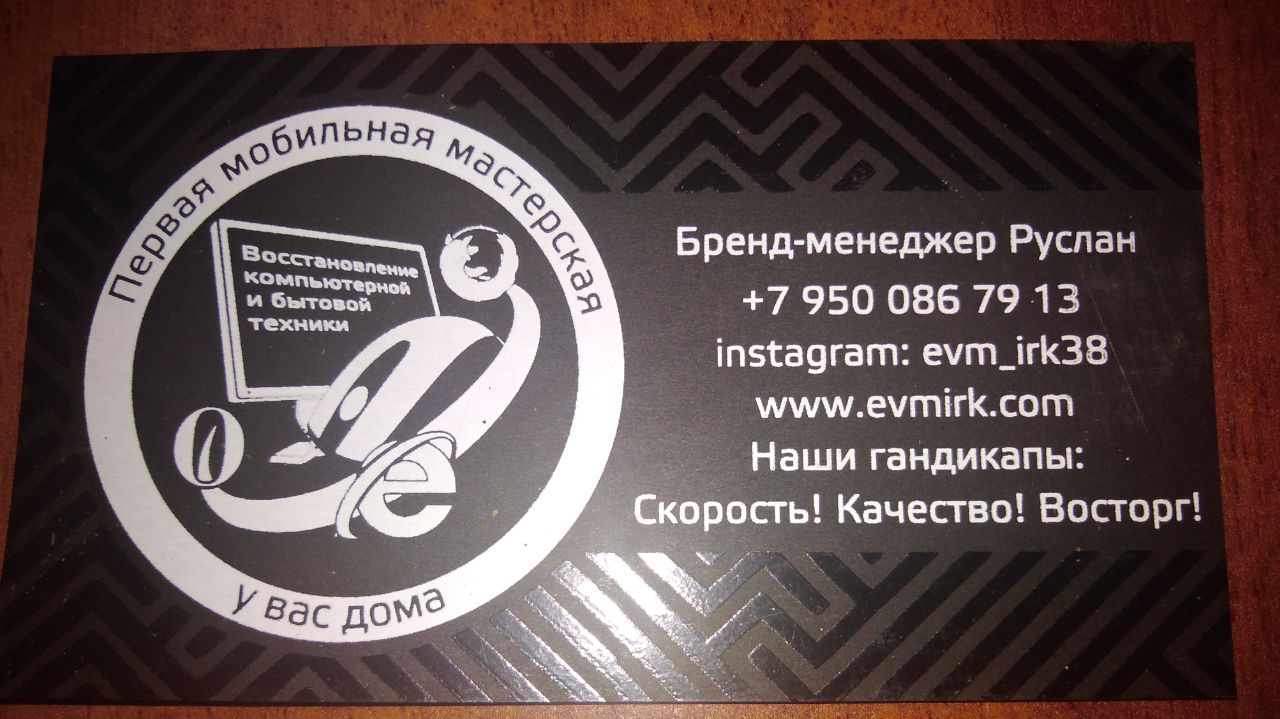 Первая мобильная мастерская
Восстановление
компьютерной
и бытовой
техники
у вас дома
Бренд-менеджер Руслан
+7 950 086 79 13
instagram: evm_irk38
www.evmirk.com
Наши гандикапы:
Скорость! Качество! Восторг!